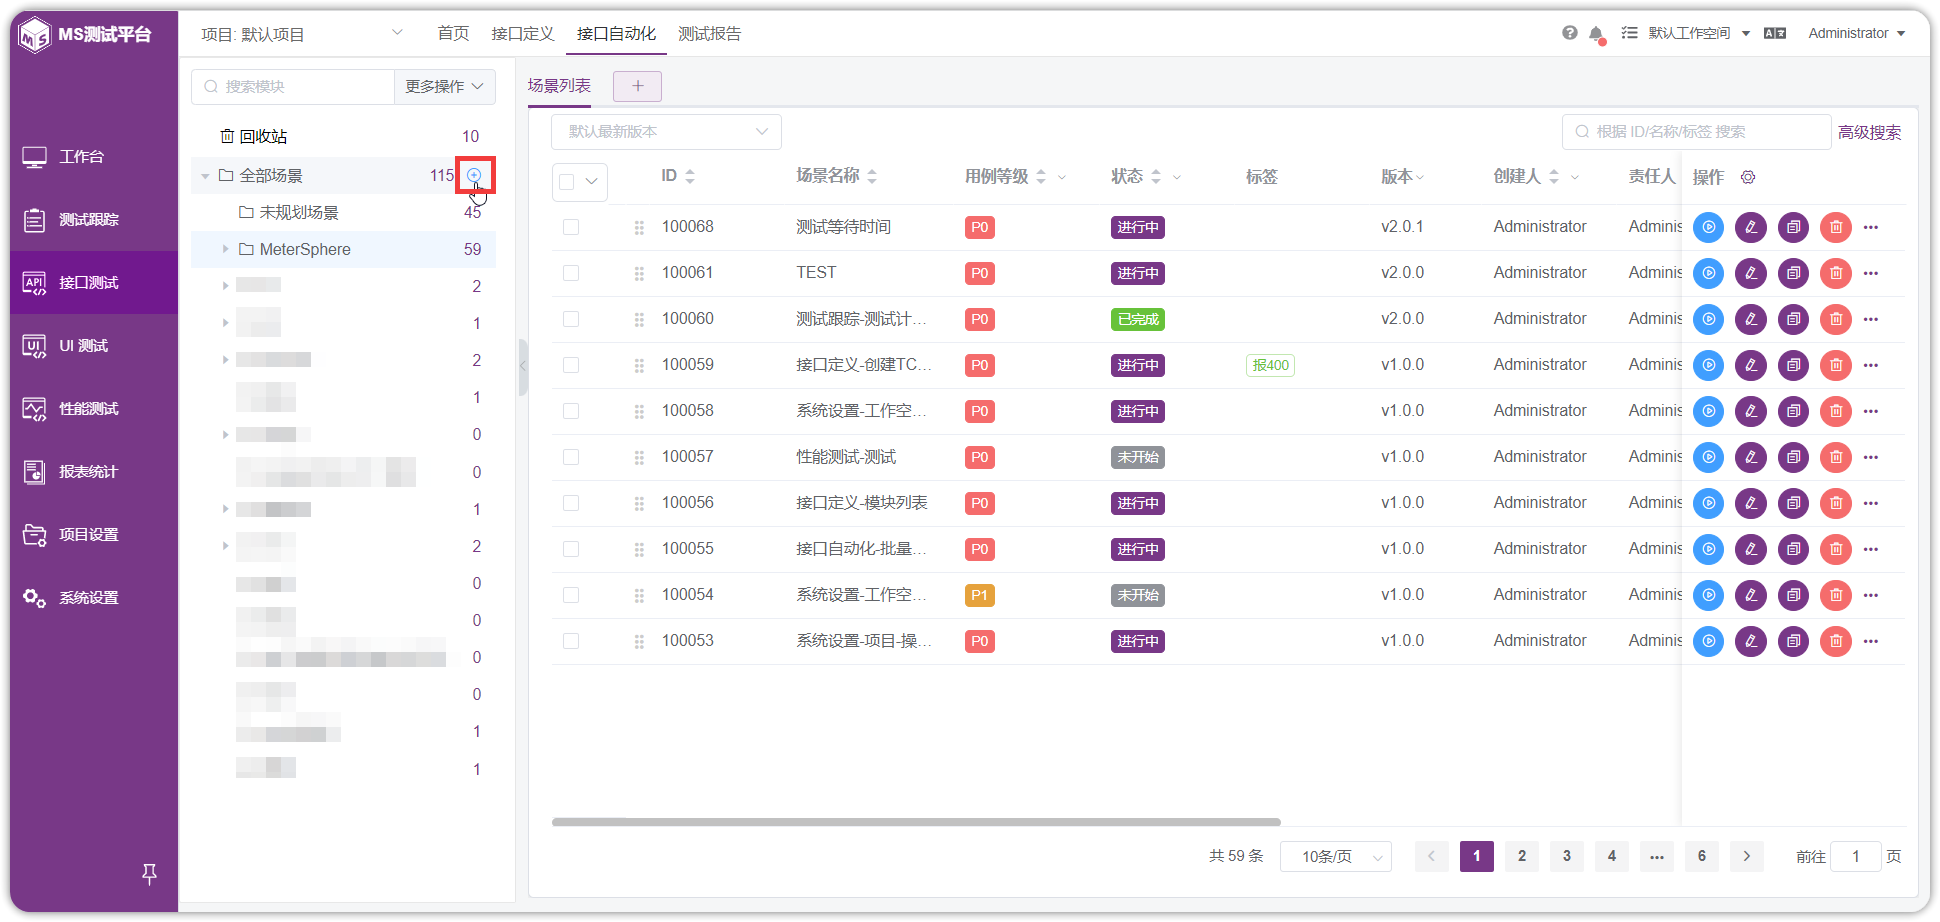 MS测试平台
项目: 默认项目
首页
接口定义
接口自动化
测试报告
默认工作空间
Administrator
工作台
测试跟踪
API
接口测试
UI
UI 测试
性能测试
报表统计
项目设置
系统设置
搜索模块
更多操作
回收站 10
全部场景 115
未规划场景 45
MeterSphere 59
2
1
2
1
0
0
1
2
0
0
0
0
1
1
场景列表
+
默认最新版本
根据 ID/名称/标签 搜索
高级搜索
ID 场景名称 用例等级 状态 标签 版本 创建人 责任人 操作
100068 测试等待时间 P0 进行中 v2.0.1 Administrator Adminis
100061 TEST P0 进行中 v2.0.0 Administrator Adminis
100060 测试跟踪-测试计... P0 已完成 v2.0.0 Administrator Adminis
100059 接口定义-创建TC... P0 进行中 报400 v1.0.0 Administrator Adminis
100058 系统设置-工作空... P0 进行中 v1.0.0 Administrator Adminis
100057 性能测试-测试 P0 未开始 v1.0.0 Administrator Adminis
100056 接口定义-模块列表 P0 进行中 v1.0.0 Administrator Adminis
100055 接口自动化-批量... P0 进行中 v1.0.0 Administrator Adminis
100054 系统设置-工作空... P1 未开始 v1.0.0 Administrator Adminis
100053 系统设置-项目-操... P0 进行中 v1.0.0 Administrator Adminis
共 59 条 10条/页 1 2 3 4 ... 6 前往 1 页